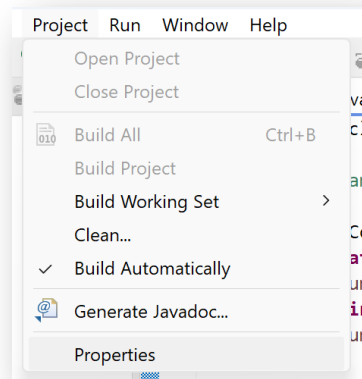 Project Run Window Help
Open Project
Close Project
Build All Ctrl+B
Build Project
Build Working Set
Clean...
Build Automatically
Generate Javadoc...
Properties